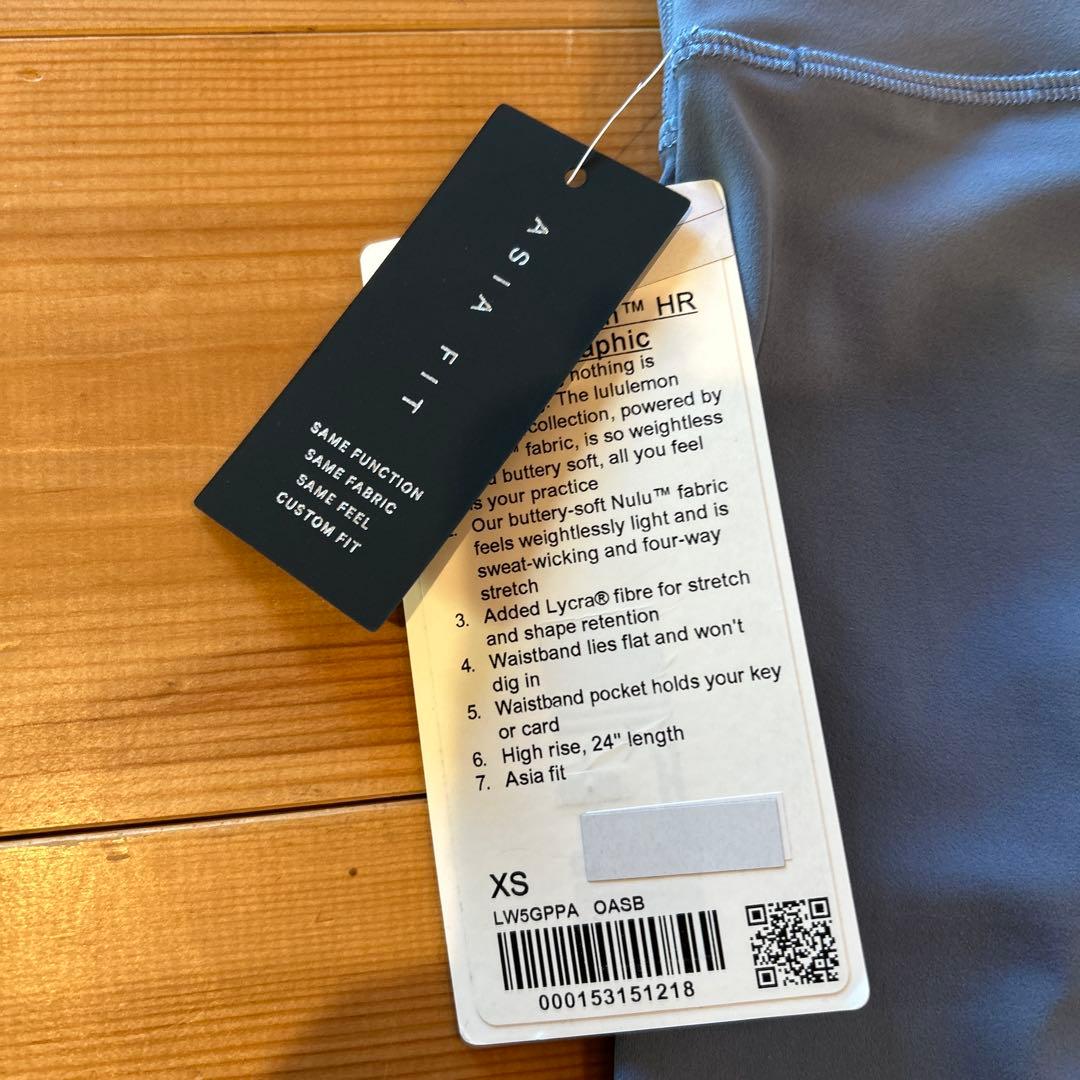 ASIA FIT
SAME FUNCTION
SAME FABRIC
SAME FEEL
CUSTOM FIT
™ HR
nothing is
The lululemon
collection, powered by
fabric, is so weightless
buttery soft, all you feel
your practice
Our buttery-soft Nulu™ fabric
feels weightlessly light and is
sweat-wicking and four-way
stretch
3. Added Lycra® fibre for stretch
and shape retention
4. Waistband lies flat and won't
dig in
5. Waistband pocket holds your key
or card
6. High rise, 24" length
7. Asia fit
XS
LW5GPPA OASB
000153151218